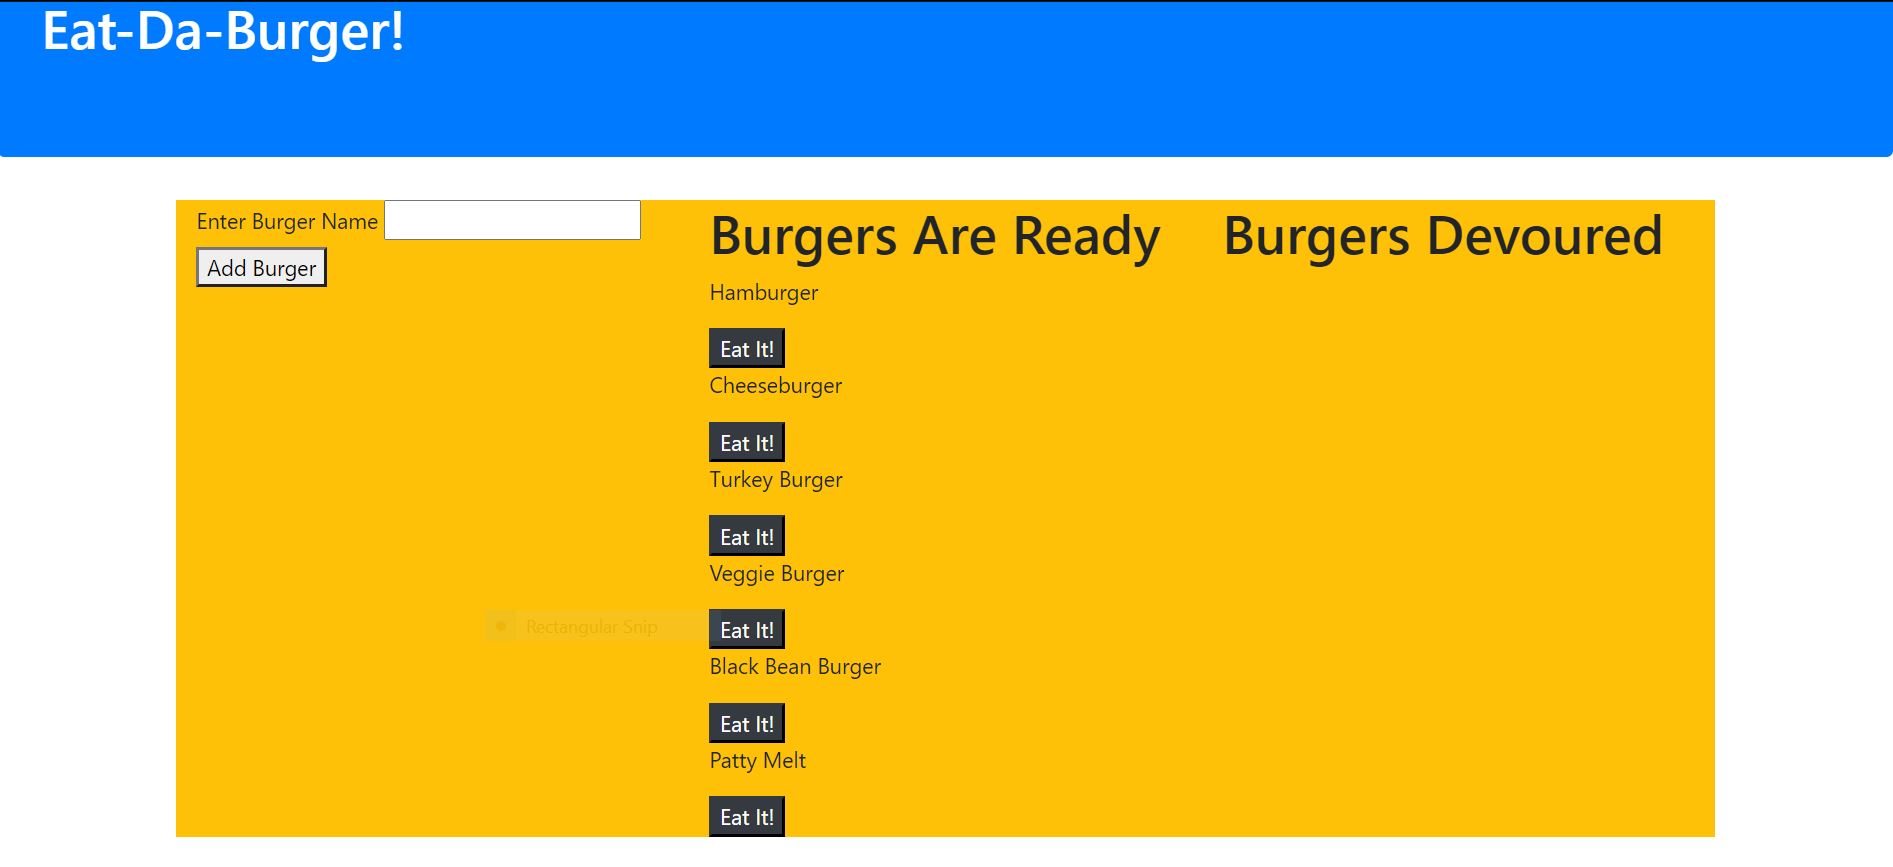 Eat-Da-Burger!
Enter Burger Name
Add Burger
Burgers Are Ready
Hamburger
Eat It!
Cheeseburger
Eat It!
Turkey Burger
Eat It!
Veggie Burger
Eat It!
Black Bean Burger
Eat It!
Patty Melt
Eat It!
Burgers Devoured
Rectangular Snip